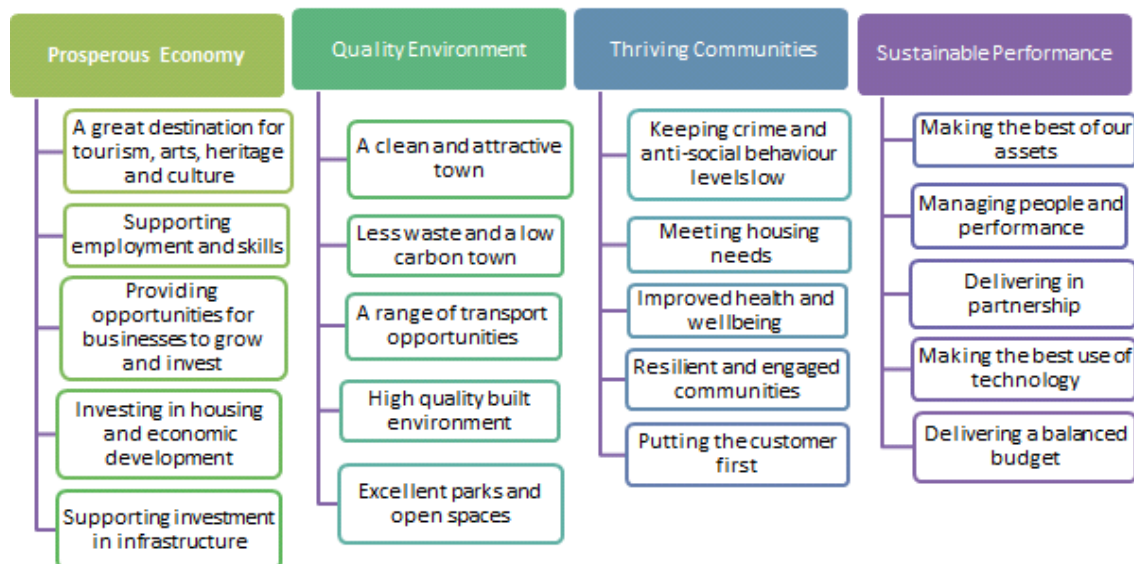 Prosperous Economy
A great destination for
tourism, arts, heritage
and culture
Supporting
employment and skills
Providing
opportunities for
businesses to grow
and invest
Investing in housing
and economic
development
Supporting investment
in infrastructure
Quality Environment
A clean and attractive
town
Less waste and a low
carbon town
A range of transport
opportunities
High quality built
environment
Excellent parks and
open spaces
Thriving Communities
Keeping crime and
anti-social behaviour
levels low
Meeting housing
needs
Improved health and
wellbeing
Resilient and engaged
communities
Putting the customer
first
Sustainable Performance
Making the best of our
assets
Managing people and
performance
Delivering in
partnership
Making the best use of
technology
Delivering a balanced
budget